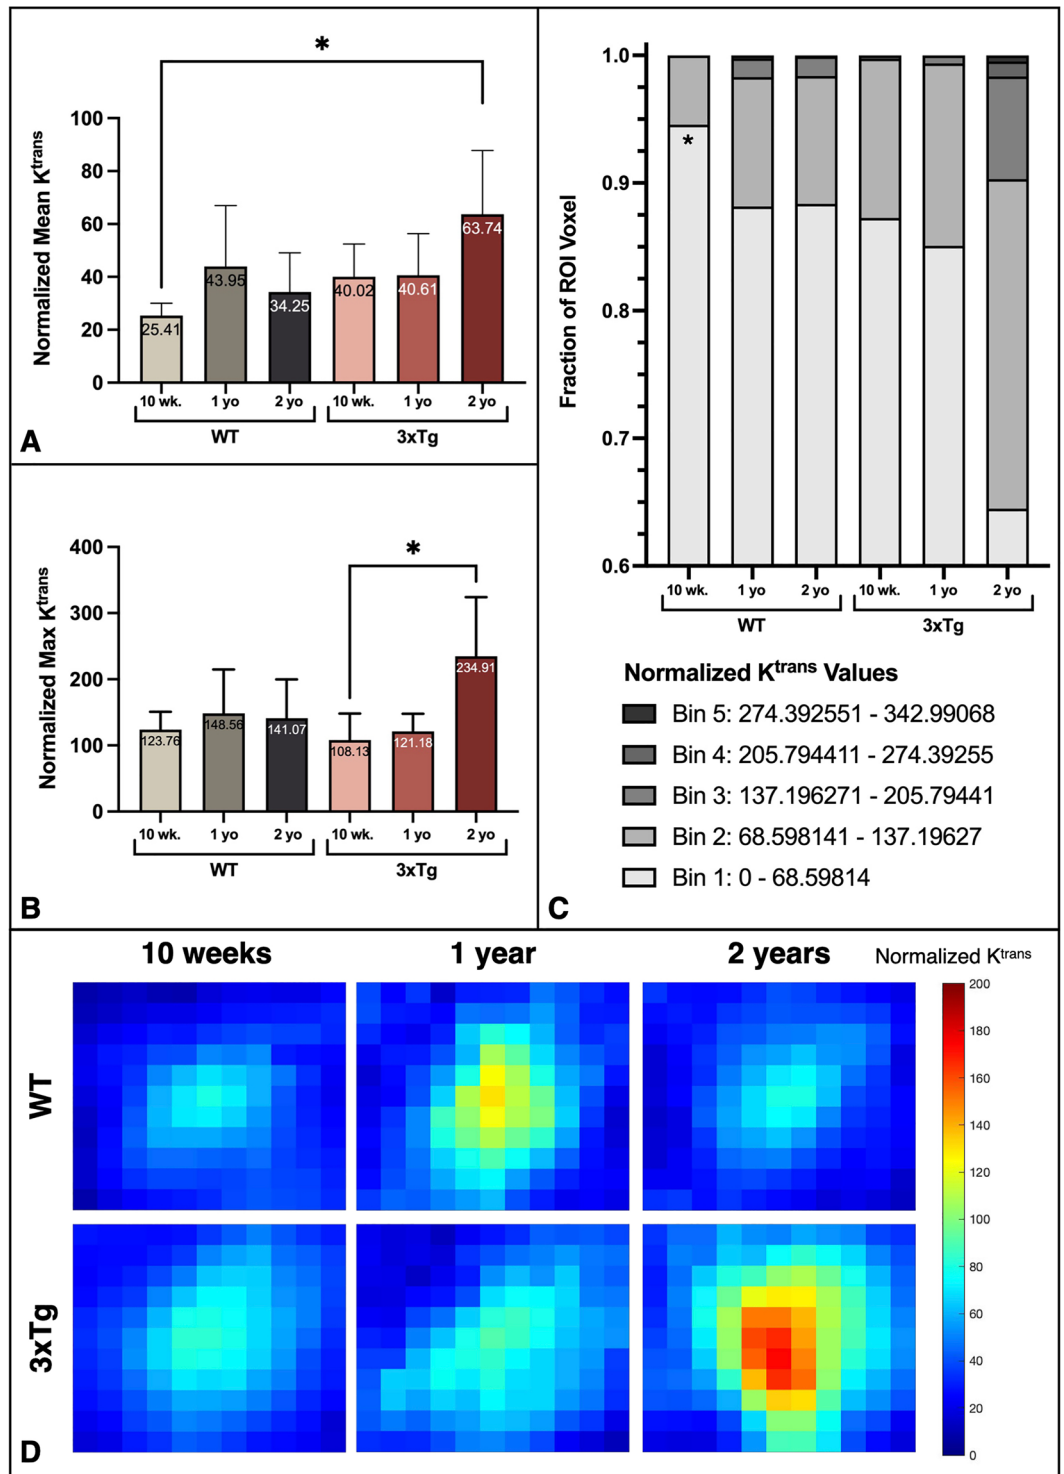 *
Normalized Mean Ktrans
100
80
60
40
20
0
25.41
43.95
34.25
40.02
40.61
63.74
10 wk.
1 yo
2 yo
10 wk.
1 yo
2 yo
WT
3xTg
A
*
Normalized Max Ktrans
400
300
200
100
0
123.76
148.56
141.07
108.13
121.18
234.91
10 wk.
1 yo
2 yo
10 wk.
1 yo
2 yo
WT
3xTg
B
Fraction of ROI Voxel
1.0
0.9
0.8
0.7
0.6
*
10 wk.
1 yo
2 yo
10 wk.
1 yo
2 yo
WT
3xTg
Normalized Ktrans Values
Bin 5: 274.392551 - 342.99068
Bin 4: 205.794411 - 274.39255
Bin 3: 137.196271 - 205.79441
Bin 2: 68.598141 - 137.19627
Bin 1: 0 - 68.59814
C
10 weeks
1 year
2 years
Normalized Ktrans
WT
3xTg
200
180
160
140
120
100
80
60
40
20
0
D